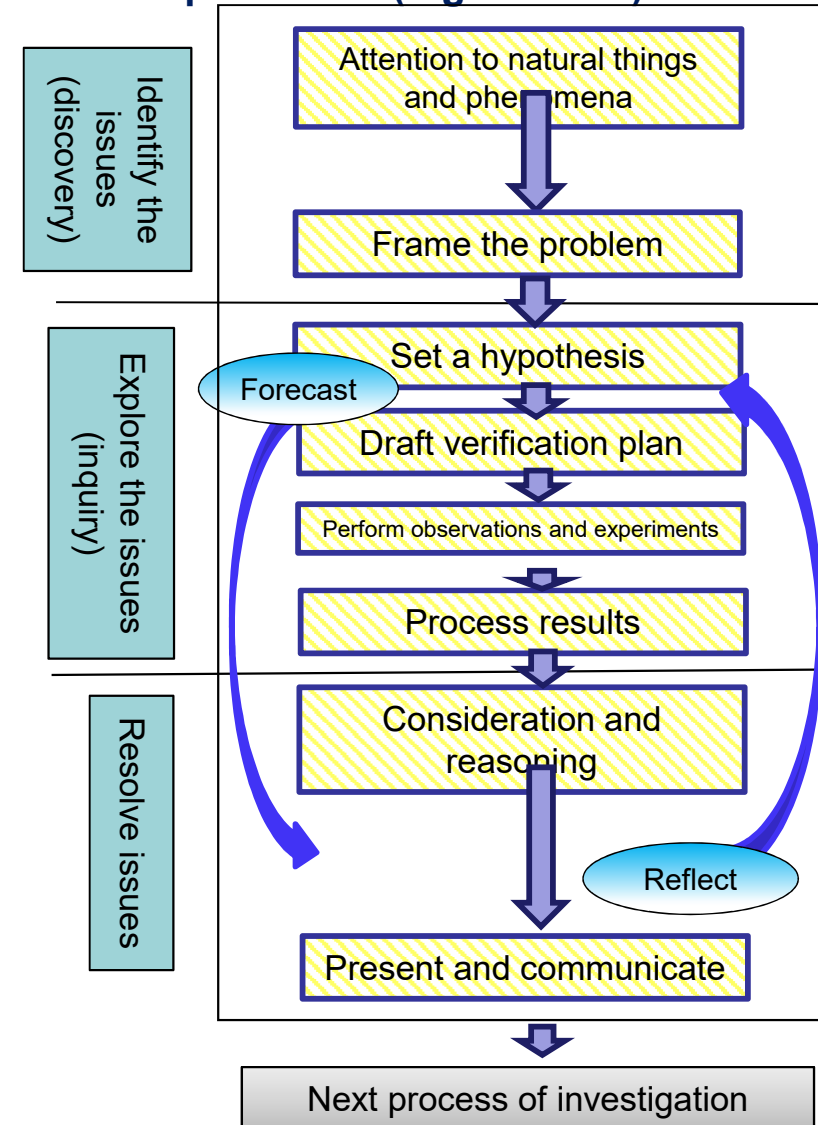 Identify the
issues
(discovery)
Attention to natural things
and phenomena
Frame the problem
Explore the issues
(inquiry)
Set a hypothesis
Forecast
Draft verification plan
Perform observations and experiments
Process results
Resolve issues
Consideration and
reasoning
Reflect
Present and communicate
Next process of investigation